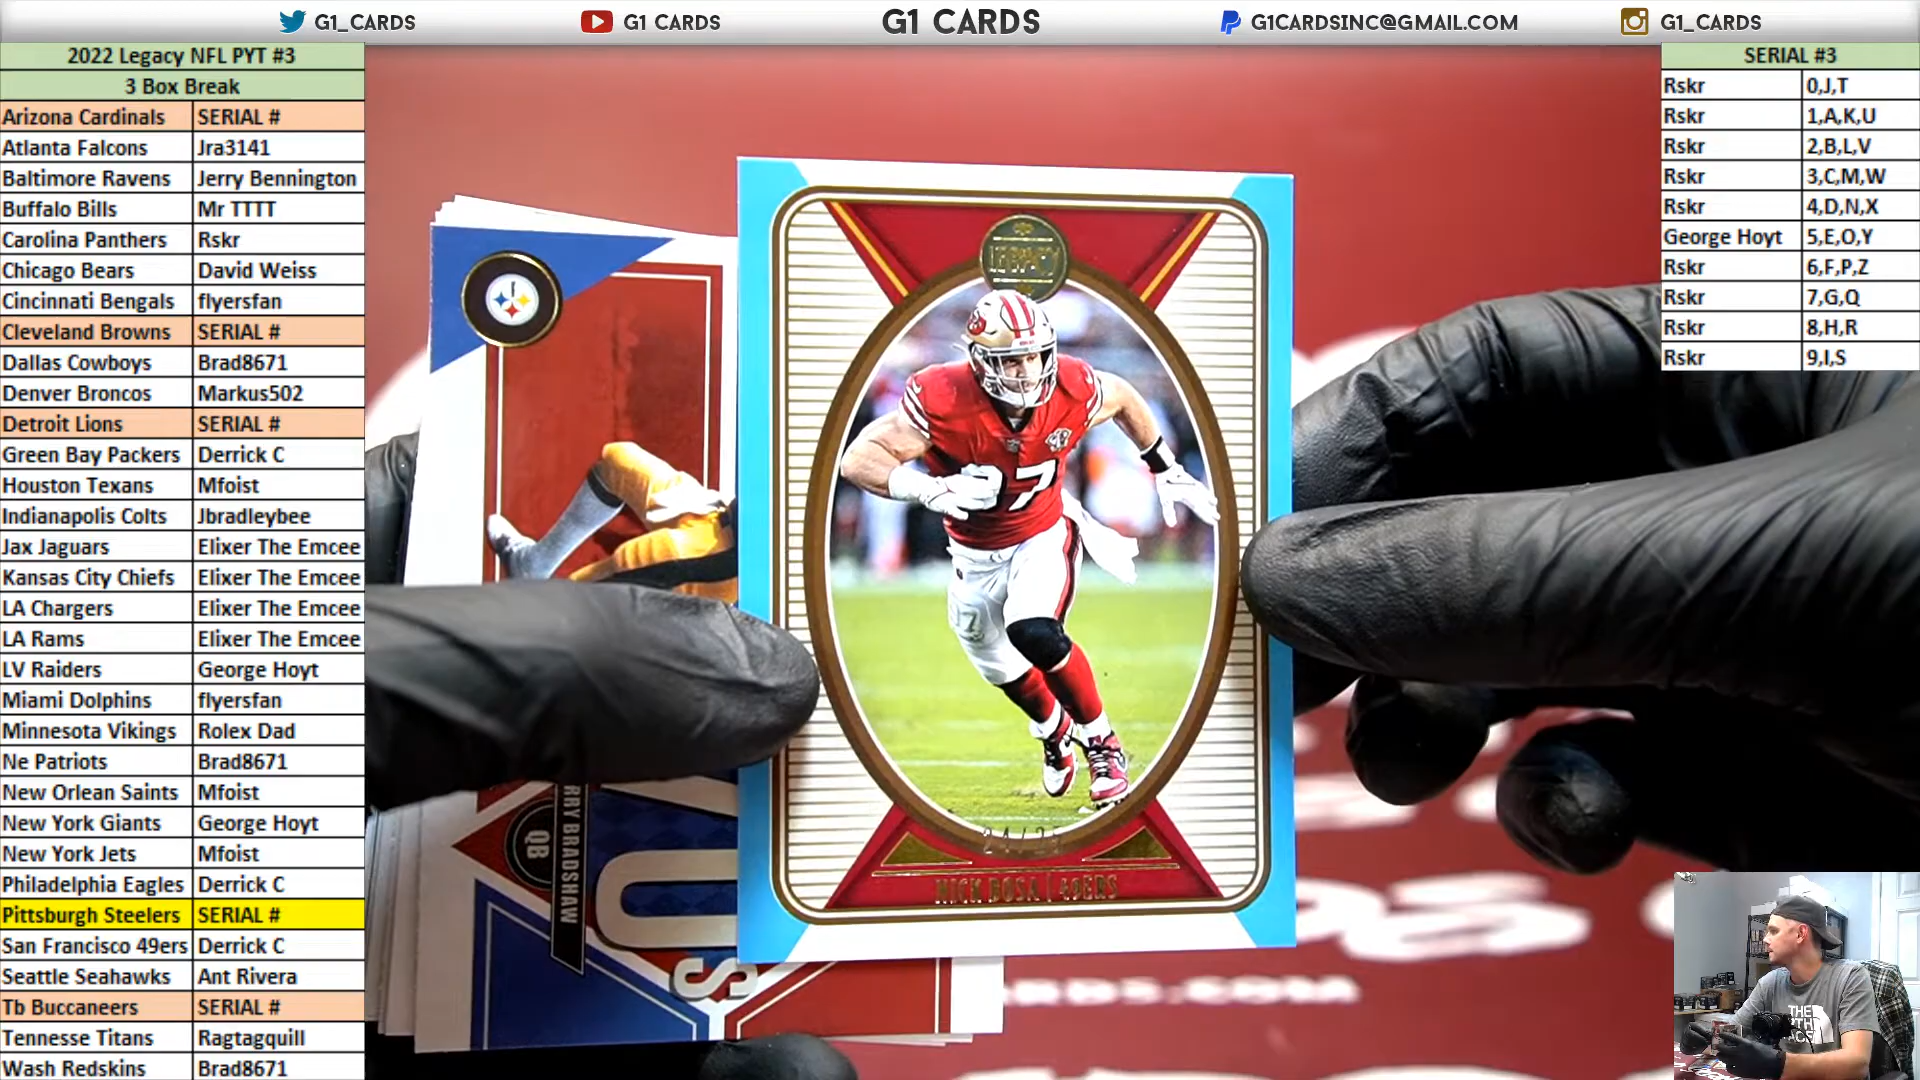 G1_CARDS
G1 CARDS
G1 CARDS
G1CARDSINC@GMAIL.COM
G1_CARDS
2022 Legacy NFL PYT #3
3 Box Break
Arizona Cardinals SERIAL #
Atlanta Falcons Jra3141
Baltimore Ravens Jerry Bennington
Buffalo Bills Mr TTTT
Carolina Panthers Rskr
Chicago Bears David Weiss
Cincinnati Bengals flyersfan
Cleveland Browns SERIAL #
Dallas Cowboys Brad8671
Denver Broncos Markus502
Detroit Lions SERIAL #
Green Bay Packers Derrick C
Houston Texans Mfoist
Indianapolis Colts Jbradleybee
Jax Jaguars Elixer The Emcee
Kansas City Chiefs Elixer The Emcee
LA Chargers Elixer The Emcee
LA Rams Elixer The Emcee
LV Raiders George Hoyt
Miami Dolphins flyersfan
Minnesota Vikings Rolex Dad
Ne Patriots Brad8671
New Orlean Saints Mfoist
New York Giants George Hoyt
New York Jets Mfoist
Philadelphia Eagles Derrick C
Pittsburgh Steelers SERIAL #
San Francisco 49ers Derrick C
Seattle Seahawks Ant Rivera
Tb Buccaneers SERIAL #
Tennesse Titans Ragtagquill
Wash Redskins Brad8671
SERIAL #3
Rskr 0,J,T
Rskr 1,A,K,U
Rskr 2,B,L,V
Rskr 3,C,M,W
Rskr 4,D,N,X
George Hoyt 5,E,O,Y
Rskr 6,F,P,Z
Rskr 7,G,Q
Rskr 8,H,R
Rskr 9,I,S
LEGACY
97
24/25
NICK BOSA | 49ERS
RRY BRADSHAW
QB
US
THE